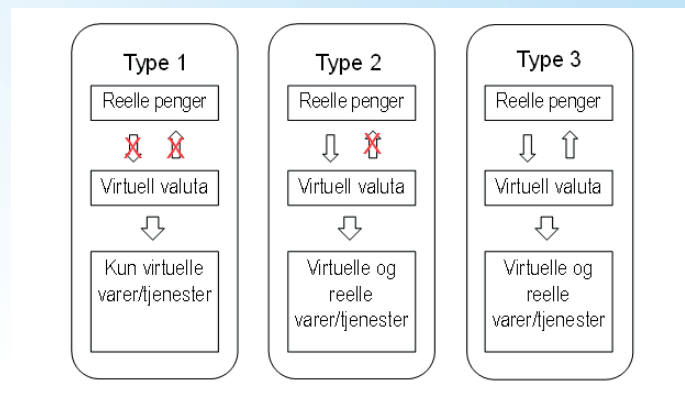 Type 1
Reelle penger
Virtuell valuta
Kun virtuelle
varer/tjenester
Type 2
Reelle penger
Virtuell valuta
Virtuelle og
reelle
varer/tjenester
Type 3
Reelle penger
Virtuell valuta
Virtuelle og
reelle
varer/tjenester